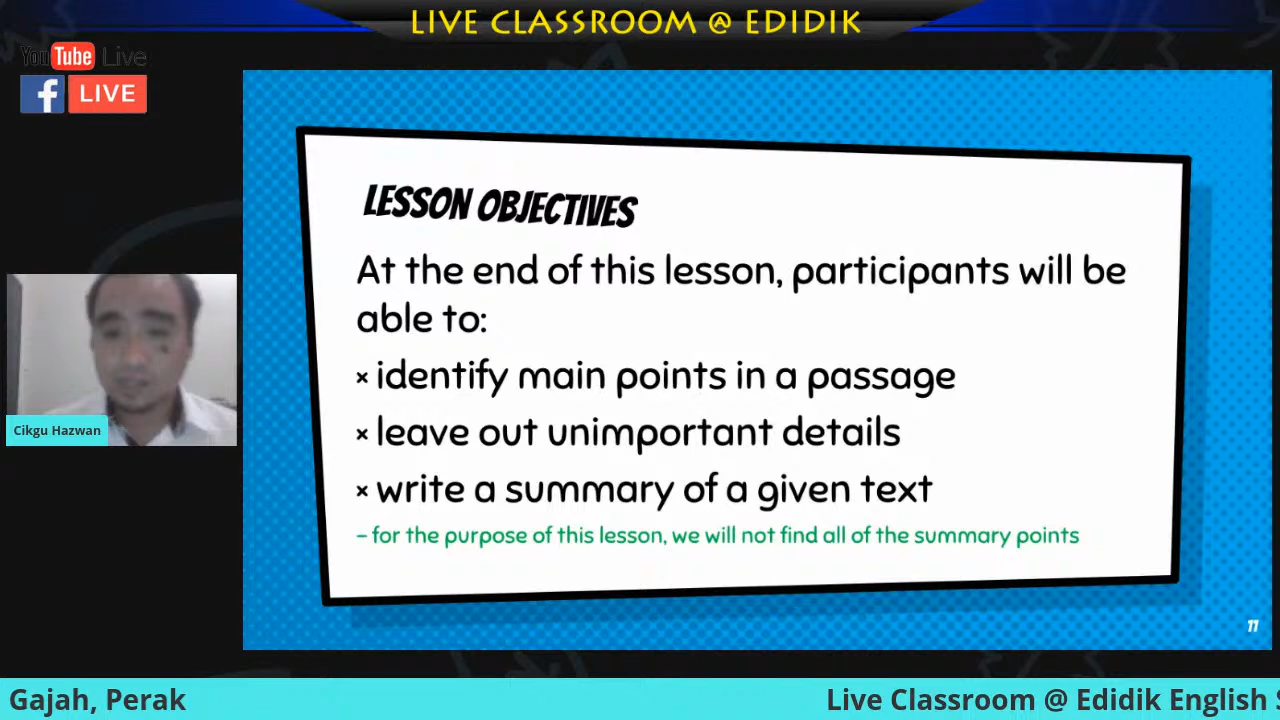 LIVE CLASSROOM @ EDIDIK
YouTube Live
f LIVE
LESSON OBJECTIVES
At the end of this lesson, participants will be
able to:
× identify main points in a passage
× leave out unimportant details
× write a summary of a given text
– for the purpose of this lesson, we will not find all of the summary points
Cikgu Hazwan
11
Gajah, Perak
Live Classroom @ Edidik English